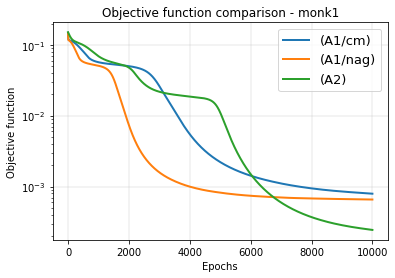 Objective function comparison - monk1
Objective function
10⁻¹
10⁻²
10⁻³
(A1/cm)
(A1/nag)
(A2)
0 2000 4000 6000 8000 10000
Epochs